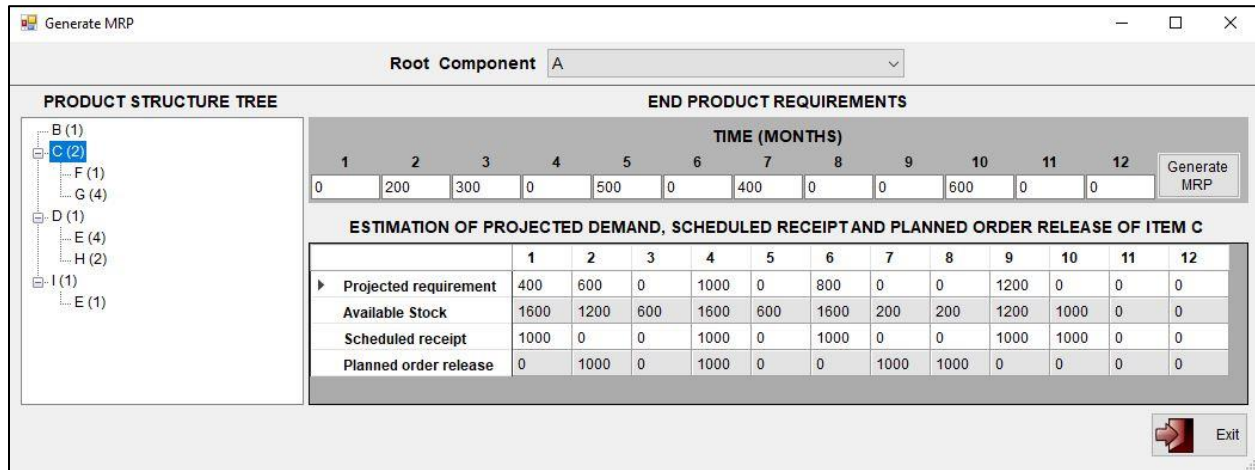 Generate MRP
Root Component A
PRODUCT STRUCTURE TREE
B (1)
C (2)
F (1)
G (4)
D (1)
E (4)
H (2)
I (1)
E (1)
END PRODUCT REQUIREMENTS
TIME (MONTHS)
1 2 3 4 5 6 7 8 9 10 11 12
0 200 300 0 500 0 400 0 0 600 0 0
Generate
MRP
ESTIMATION OF PROJECTED DEMAND, SCHEDULED RECEIPT AND PLANNED ORDER RELEASE OF ITEM C
1 2 3 4 5 6 7 8 9 10 11 12
Projected requirement 400 600 0 1000 0 800 0 0 1200 0 0 0
Available Stock 1600 1200 600 1600 600 1600 200 200 1200 1000 0 0
Scheduled receipt 1000 0 0 1000 0 1000 0 0 1000 1000 0 0
Planned order release 0 1000 0 1000 0 0 1000 1000 0 0 0 0
Exit